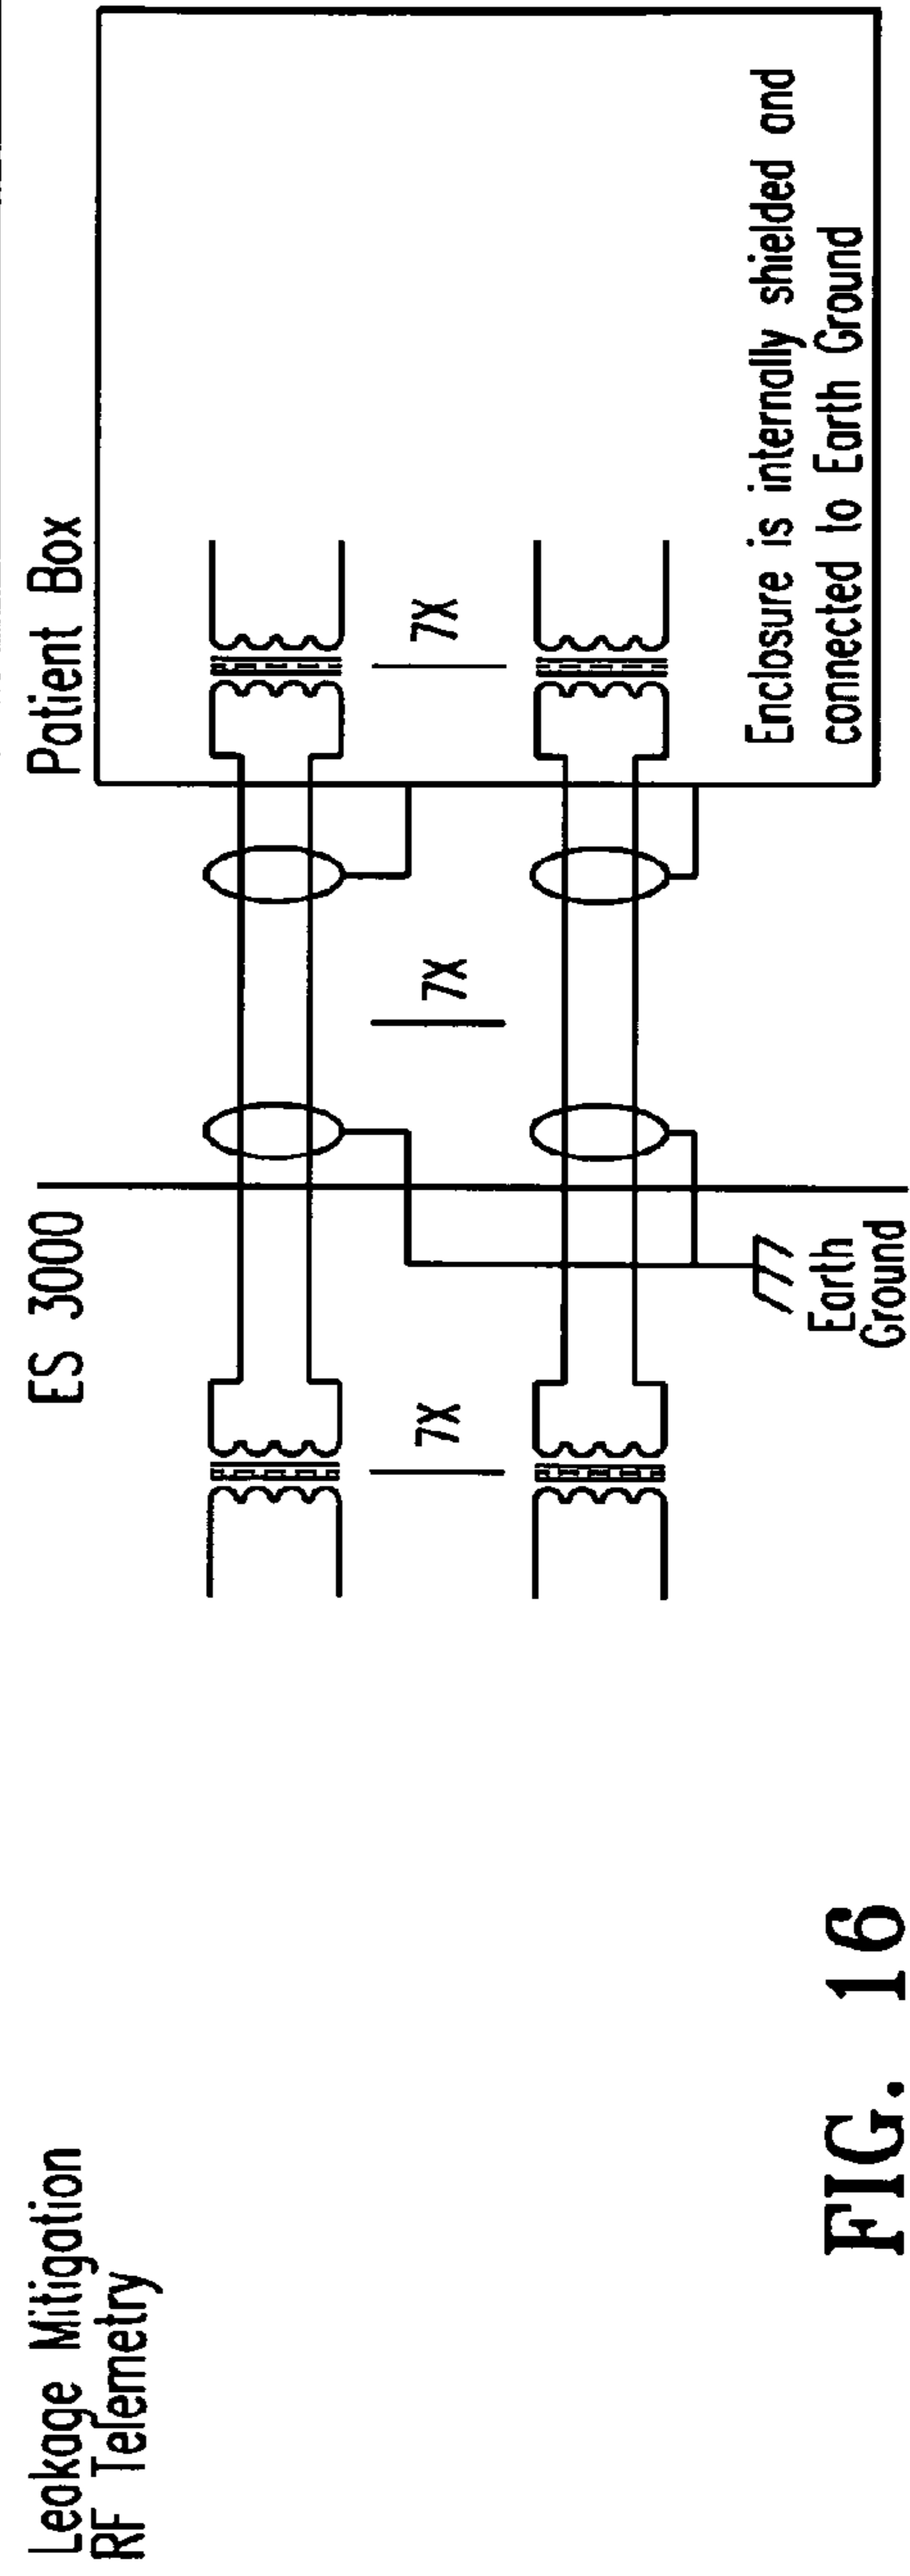 Leakage Mitigation
RF Telemetry
ES 3000
Patient Box
7X
7X
7X
Earth
Ground
Enclosure is internally shielded and
connected to Earth Ground
FIG. 16